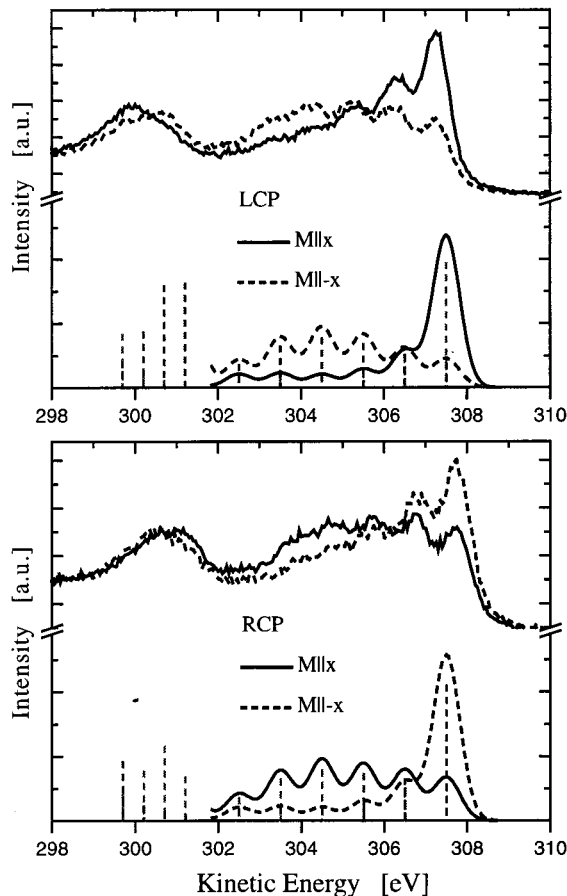 Intensity [a.u.]
LCP
M||x
M||-x
298 300 302 304 306 308 310
Intensity [a.u.]
RCP
M||x
M||-x
298 300 302 304 306 308 310
Kinetic Energy [eV]